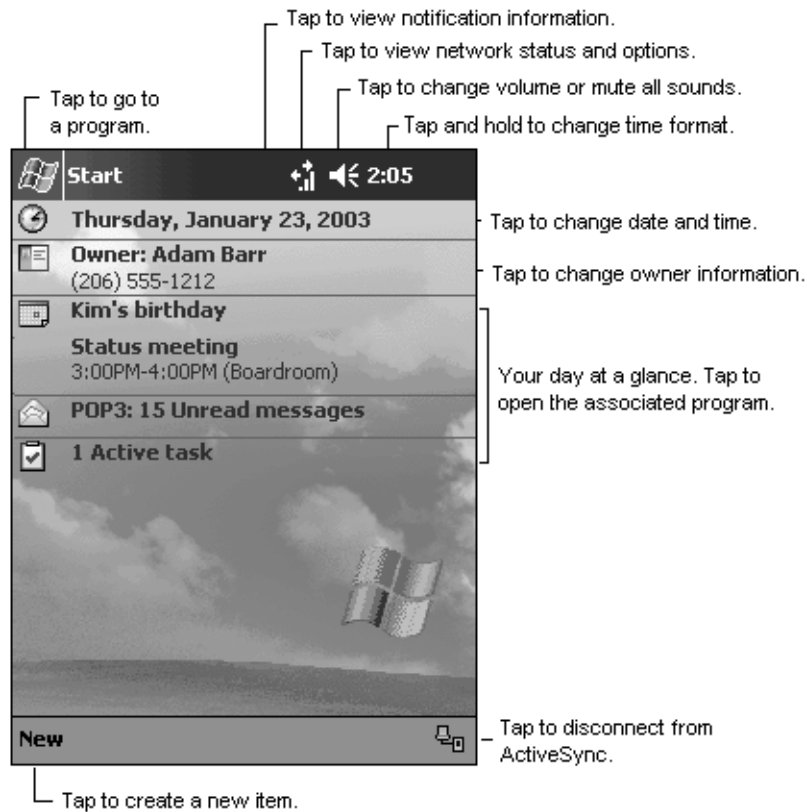 Tap to view notification information.
Tap to view network status and options.
Tap to change volume or mute all sounds.
Tap to go to
a program.
Tap and hold to change time format.
Start
2:05
Thursday, January 23, 2003
Tap to change date and time.
Owner: Adam Barr
(206) 555-1212
Tap to change owner information.
Kim's birthday
Status meeting
3:00PM-4:00PM (Boardroom)
Your day at a glance. Tap to
open the associated program.
POP3: 15 Unread messages
1 Active task
New
Tap to disconnect from
ActiveSync.
Tap to create a new item.